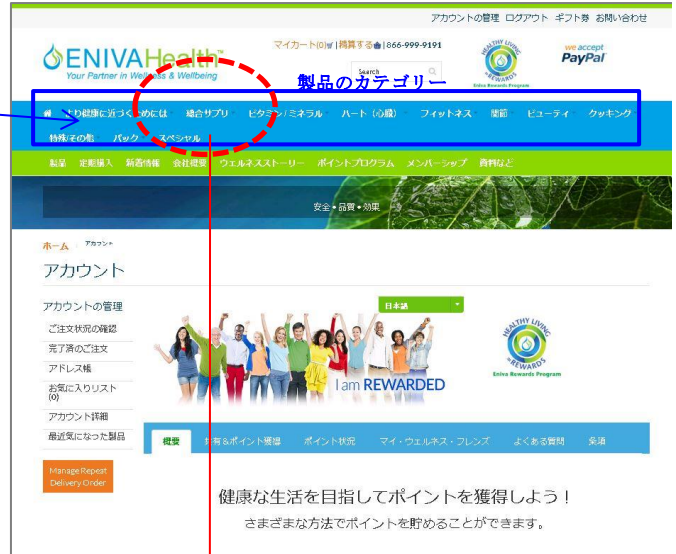 アカウントの管理 ログアウト ギフト券 お問い合わせ
マイカート(0) | 精算する | 866-999-9191
ENIVAHealth™
Your Partner in Wellness & Wellbeing
Search
HEALTHY LIVING REWARDS
Eniva Rewards Program
we accept
PayPal
製品のカテゴリー
より健康に近づくためには 総合サプリ ビタミン/ミネラル ハート（心臓） フィットネス 関節 ビューティ クッキング
特殊/その他 パック スペシャル
製品 定期購入 新着情報 会社概要 ウェルネスストーリー ポイントプログラム メンバーシップ 資料など
安全・品質・効果
ホーム アカウント
アカウント
アカウントの管理
ご注文状況の確認
完了済のご注文
アドレス帳
お気に入りリスト
(0)
アカウント詳細
最近気になった製品
Manage Repeat
Delivery Order
日本語
I am REWARDED
HEALTHY LIVING REWARDS
Eniva Rewards Program
概要 共有&ポイント獲得 ポイント状況 マイ・ウェルネス・フレンズ よくある質問 条項
健康な生活を目指してポイントを獲得しよう！
さまざまな方法でポイントを貯めることができます。